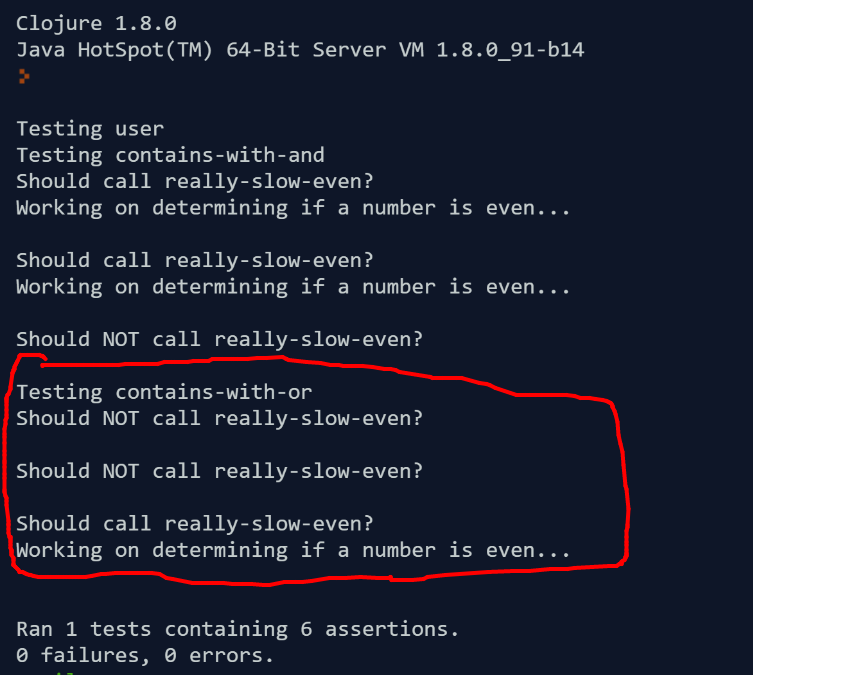 Clojure 1.8.0
Java HotSpot(TM) 64-Bit Server VM 1.8.0_91-b14
Testing user
Testing contains-with-and
Should call really-slow-even?
Working on determining if a number is even...
Should call really-slow-even?
Working on determining if a number is even...
Should NOT call really-slow-even?
Testing contains-with-or
Should NOT call really-slow-even?
Should NOT call really-slow-even?
Should call really-slow-even?
Working on determining if a number is even...
Ran 1 tests containing 6 assertions.
0 failures, 0 errors.